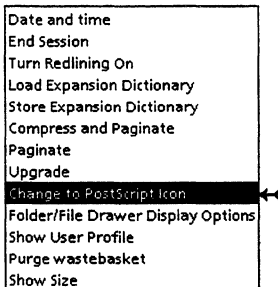 Date and time
End Session
Turn Redlining On
Load Expansion Dictionary
Store Expansion Dictionary
Compress and Paginate
Paginate
Upgrade
Change to PostScript Icon
Folder/File Drawer Display Options
Show User Profile
Purge wastebasket
Show Size